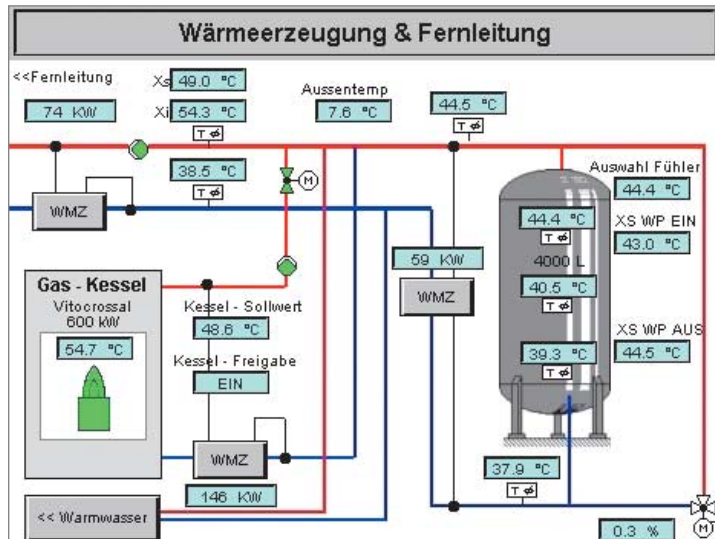 Wärmeerzeugung & Fernleitung
<<Fernleitung
74 KW
Xs 49.0 °C
Xi 54.3 °C
T
Aussentemp
7.6 °C
44.5 °C
T
38.5 °C
T
WMZ
M
Auswahl Fühler
44.4 °C
XS WP EIN
43.0 °C
44.4 °C
T
4000 L
40.5 °C
T
XS WP AUS
44.5 °C
39.3 °C
T
59 KW
WMZ
Gas - Kessel
Vitocrossal
600 kW
54.7 °C
Kessel - Sollwert
48.6 °C
Kessel - Freigabe
EIN
WMZ
146 KW
37.9 °C
T
<< Warmwasser
0.3 %
M